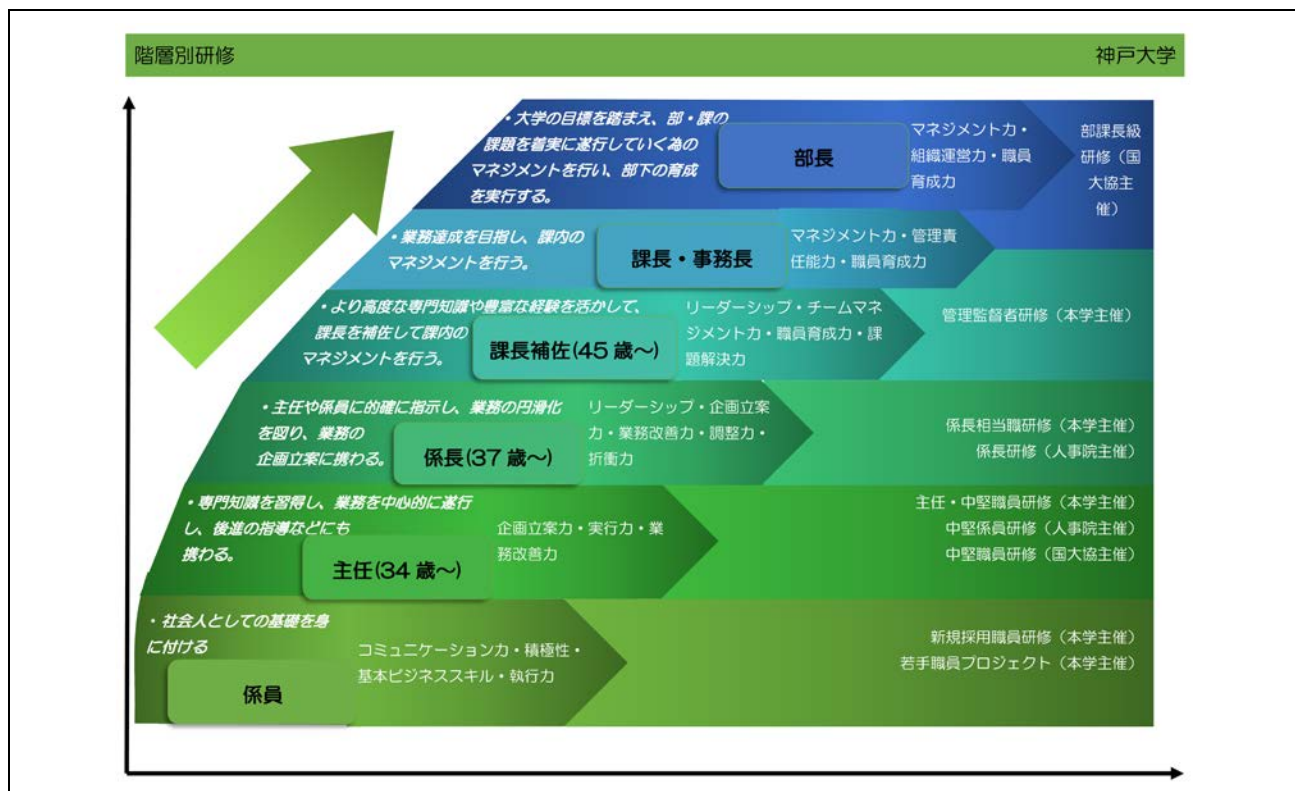 階層別研修
神戸大学
・大学の目標を踏まえ、部・課の
課題を着実に遂行していく為の
マネジメントを行い、部下の育成
を実行する。
部長
マネジメント力・
組織運営力・職員
育成力
部課長級
研修（国
大協主
催）
・業務達成を目指し、課内の
マネジメントを行う。
課長・事務長
マネジメント力・管理責
任能力・職員育成力
・より高度な専門知識や豊富な経験を活かして、
課長を補佐して課内の
マネジメントを行う。
課長補佐(45歳～)
リーダーシップ・チームマネ
ジメント力・職員育成力・課
題解決力
管理監督者研修（本学主催）
・主任や係員に的確に指示し、業務の円滑化
を図り、業務の
企画立案に携わる。
係長(37歳～)
リーダーシップ・企画立案
力・業務改善力・調整力・
折衝力
係長相当職研修（本学主催）
係長研修（人事院主催）
・専門知識を習得し、業務を中心的に遂行
し、後進の指導などにも
携わる。
主任(34歳～)
企画立案力・実行力・業
務改善力
主任・中堅職員研修（本学主催）
中堅係員研修（人事院主催）
中堅職員研修（国大協主催）
・社会人としての基礎を身
に付ける
係員
コミュニケーション力・積極性・
基本ビジネススキル・執行力
新規採用職員研修（本学主催）
若手職員プロジェクト（本学主催）